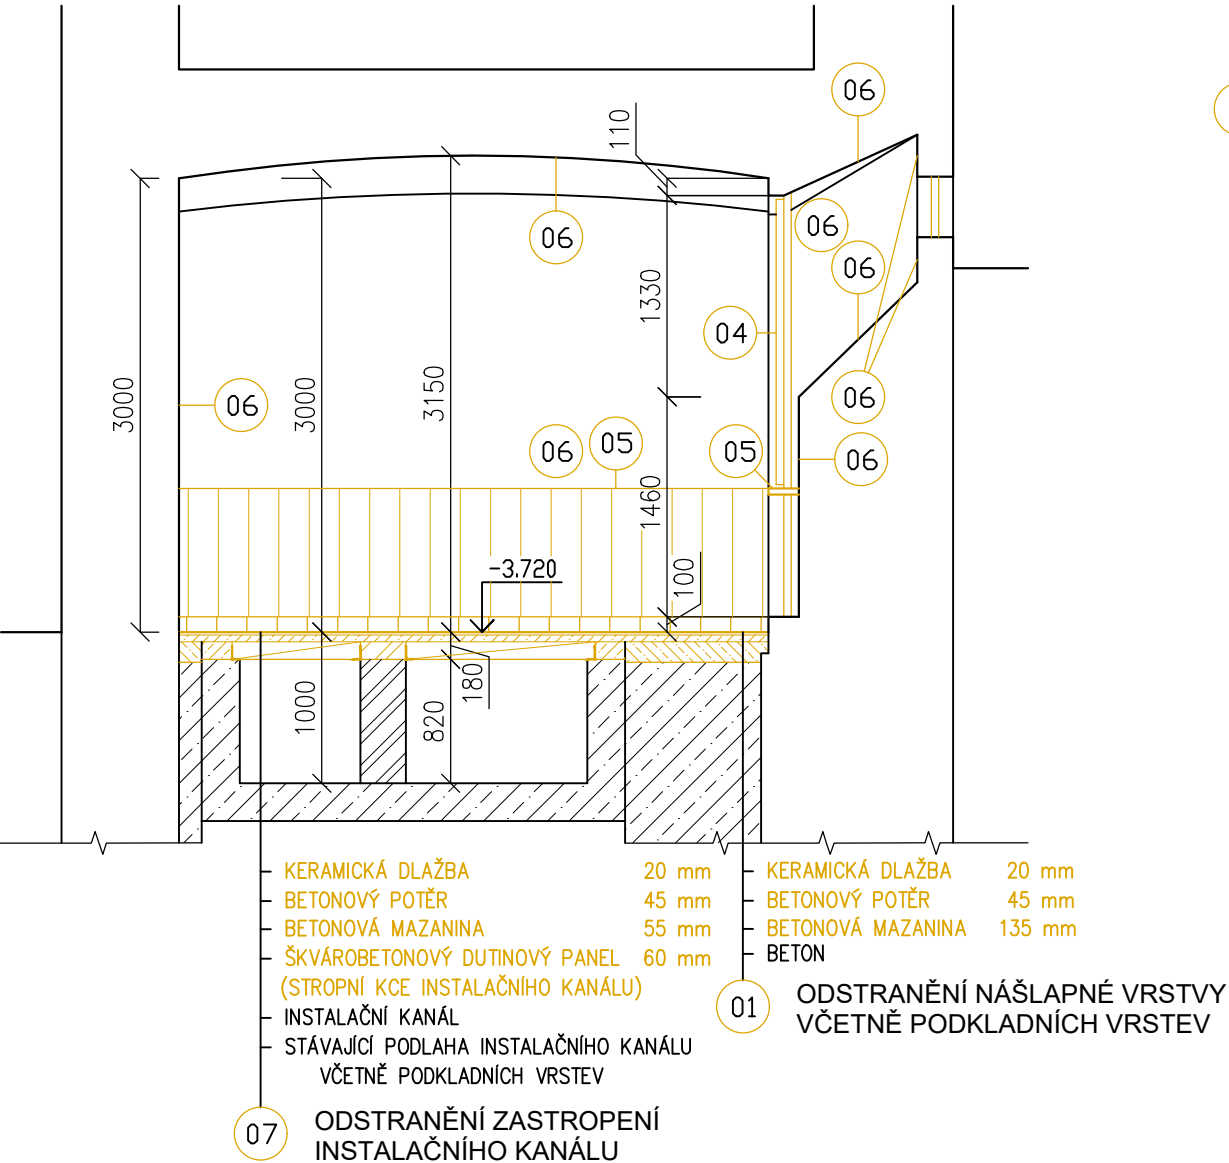 06
110
06
06
06
1330
04
3000
3000
3150
06
06
06
05
05
06
06
1460
-3.720
100
180
1000
820
KERAMICKÁ DLAŽBA 20 mm
BETONOVÝ POTĚR 45 mm
BETONOVÁ MAZANINA 55 mm
ŠKVÁROBETONOVÝ DUTINOVÝ PANEL 60 mm
(STROPNÍ KCE INSTALAČNÍHO KANÁLU)
INSTALAČNÍ KANÁL
STÁVAJÍCÍ PODLAHA INSTALAČNÍHO KANÁLU
VČETNĚ PODKLADNÍCH VRSTEV
07 ODSTRANĚNÍ ZASTROPENÍ
INSTALAČNÍHO KANÁLU
KERAMICKÁ DLAŽBA 20 mm
BETONOVÝ POTĚR 45 mm
BETONOVÁ MAZANINA 135 mm
BETON
01 ODSTRANĚNÍ NÁŠLAPNÉ VRSTVY
VČETNĚ PODKLADNÍCH VRSTEV